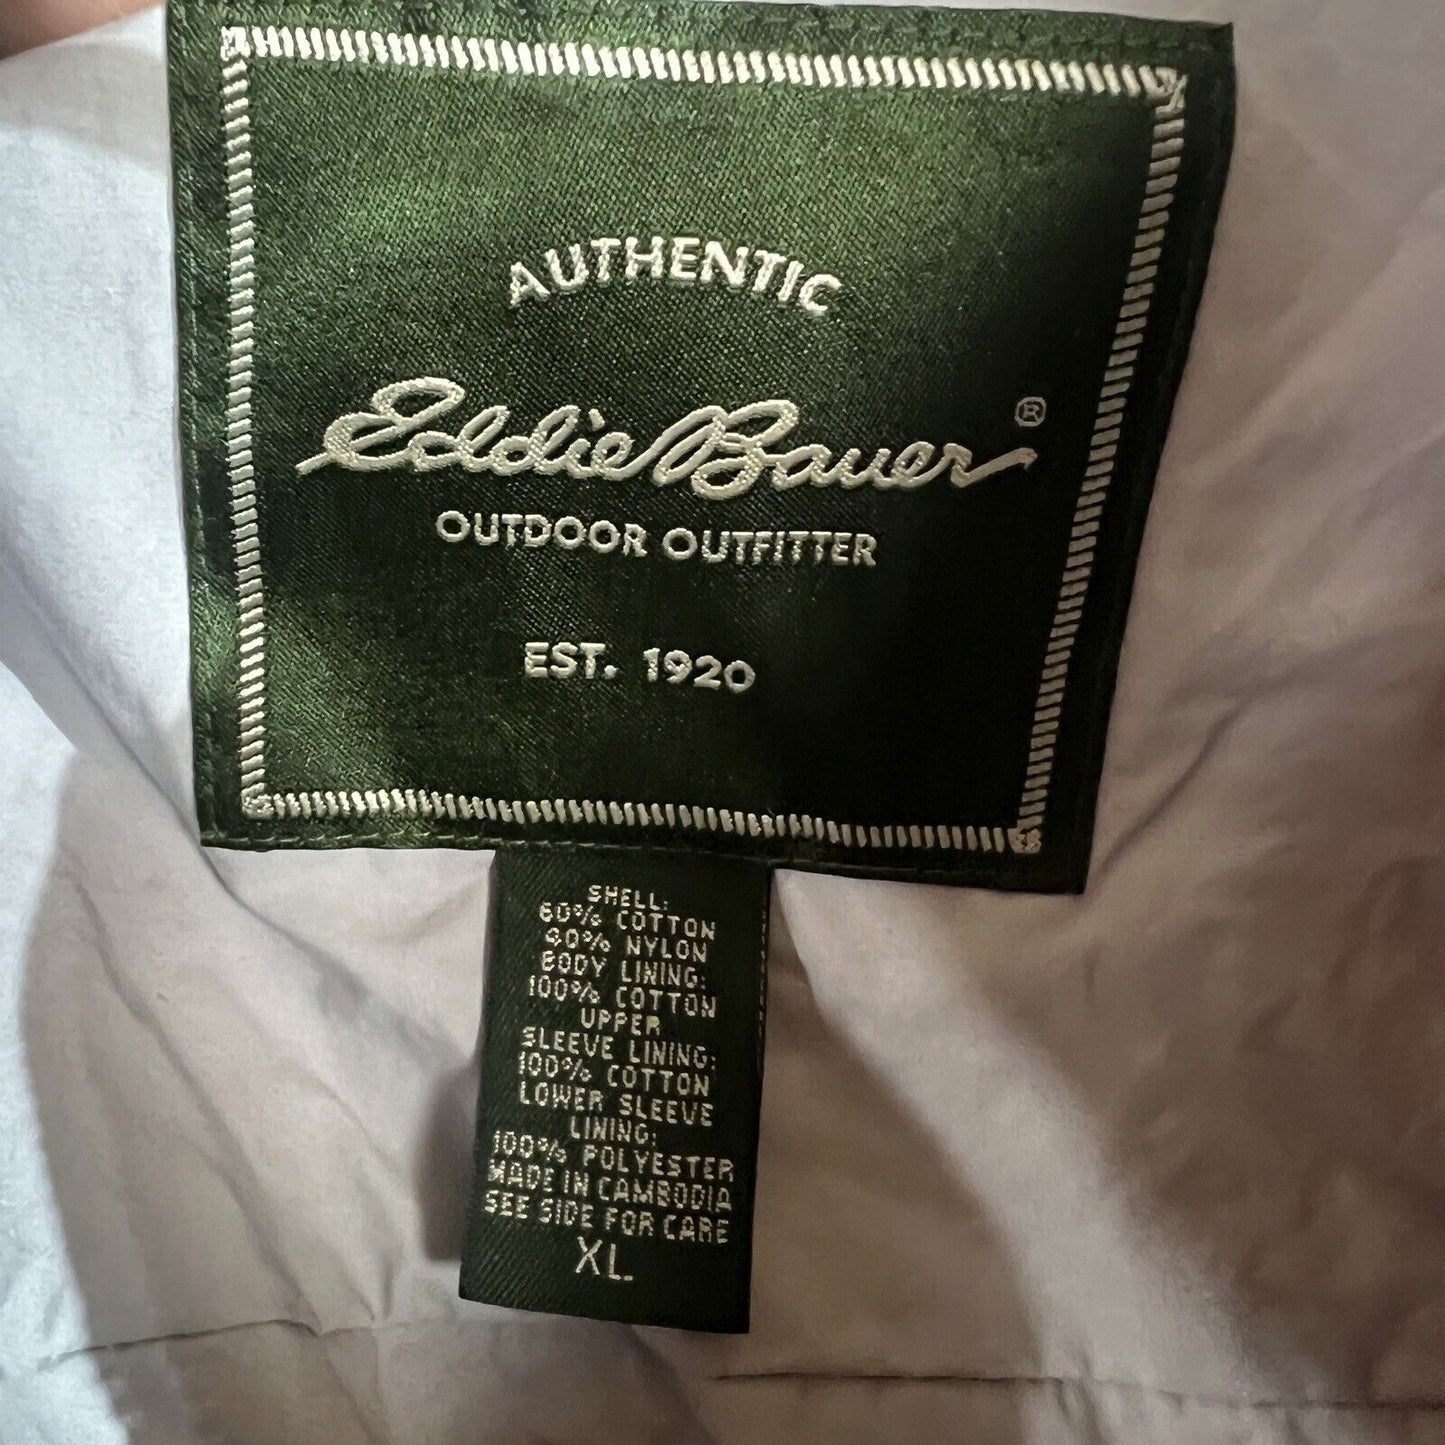 AUTHENTIC
Eddie Bauer®
OUTDOOR OUTFITTER
EST. 1920
SHELL:
60% COTTON
40% NYLON
BODY LINING:
100% COTTON
UPPER
SLEEVE LINING:
100% COTTON
LOWER SLEEVE
LINING:
100% POLYESTER
MADE IN CAMBODIA
SEE SIDE FOR CARE
XL